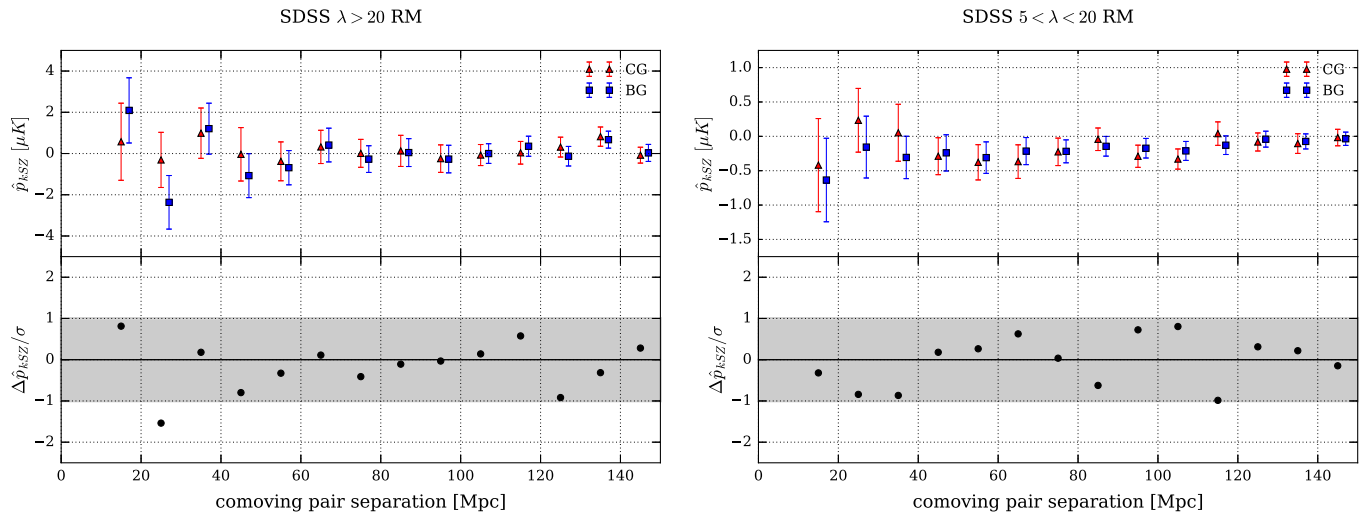 SDSS λ > 20 RM
CG
BG
p̂kSZ [μK]
4
2
0
−2
−4
Δp̂kSZ/σ
2
1
0
−1
−2
0 20 40 60 80 100 120 140
comoving pair separation [Mpc]
SDSS 5 < λ < 20 RM
CG
BG
p̂kSZ [μK]
1.0
0.5
−0.0
−0.5
−1.0
−1.5
Δp̂kSZ/σ
2
1
0
−1
−2
0 20 40 60 80 100 120 140
comoving pair separation [Mpc]